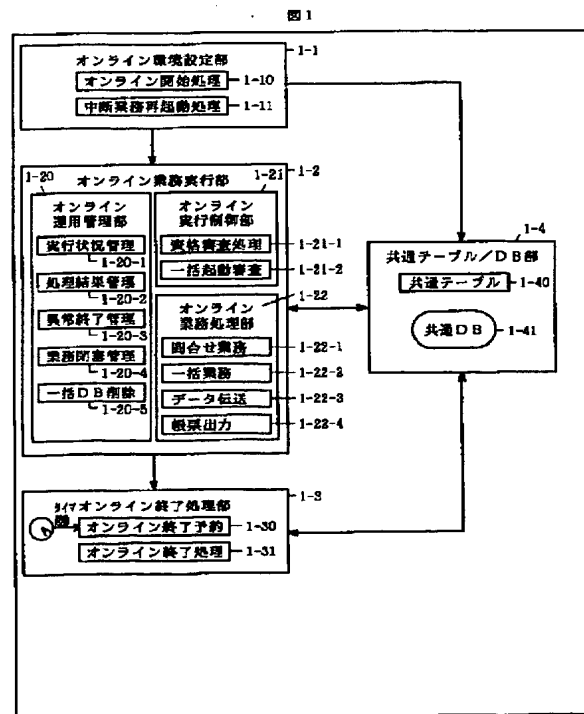 図1
1-1
オンライン環境設定部
オンライン開始処理
1-10
中断業務再起動処理
1-11
1-2
オンライン業務実行部
1-20
オンライン
運用管理部
実行状況管理
1-20-1
処理結果管理
1-20-2
異常終了管理
1-20-3
業務閉塞管理
1-20-4
一括DB削除
1-20-5
1-21
オンライン
実行制御部
資格審査処理
1-21-1
一括起動審査
1-21-2
1-22
オンライン
業務処理部
問合せ業務
1-22-1
一括業務
1-22-2
データ伝送
1-22-3
帳票出力
1-22-4
1-4
共通テーブル/DB部
共通テーブル
1-40
共通DB
1-41
1-3
オンライン終了処理部
タイマ
オンライン終了予約
1-30
オンライン終了処理
1-31